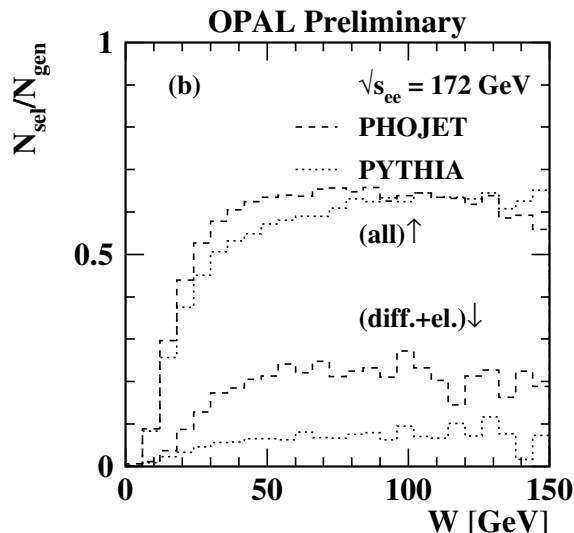 OPAL Preliminary
1
(b)
√s_ee = 172 GeV
N_sel/N_gen
PHOJET
PYTHIA
(all)↑
0.5
(diff.+el.)↓
0
0 50 100 150
W [GeV]